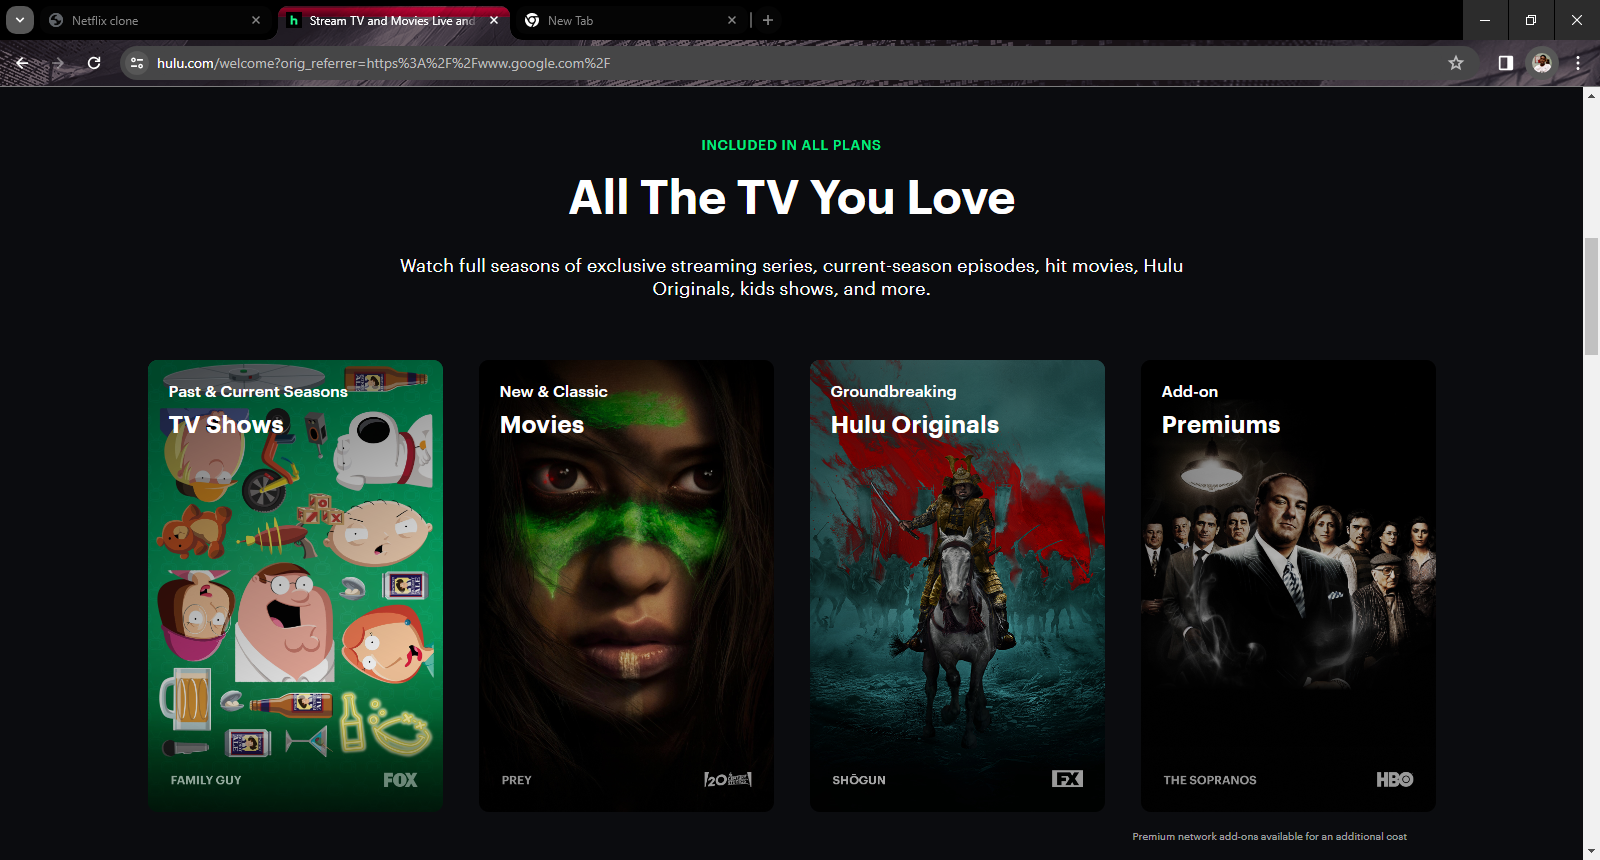 Netflix clone
Stream TV and Movies Live and
New Tab
hulu.com/welcome?orig_referrer=https%3A%2F%2Fwww.google.com%2F
INCLUDED IN ALL PLANS
All The TV You Love
Watch full seasons of exclusive streaming series, current-season episodes, hit movies, Hulu
Originals, kids shows, and more.
Past & Current Seasons
TV Shows
FAMILY GUY
FOX
New & Classic
Movies
PREY
20
Groundbreaking
Hulu Originals
SHŌGUN
FX
Add-on
Premiums
THE SOPRANOS
HBO
Premium network add-ons available for an additional cost